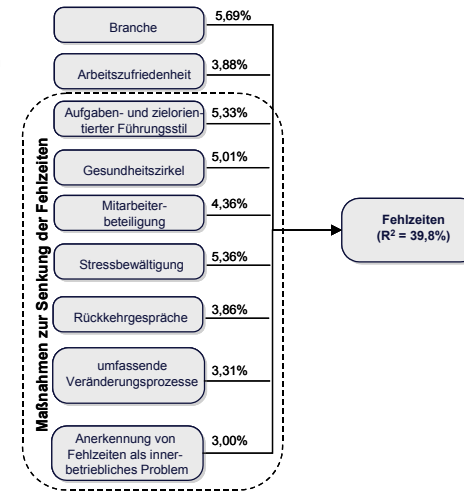 Branche
5,69%
Arbeitszufriedenheit
3,88%
Maßnahmen zur Senkung der Fehlzeiten
Aufgaben- und zielorien-
tierter Führungsstil
5,33%
Gesundheitszirkel
5,01%
Mitarbeiter-
beteiligung
4,36%
Stressbewältigung
5,36%
Rückkehrgespräche
3,86%
umfassende
Veränderungsprozesse
3,31%
Anerkennung von
Fehlzeiten als inner-
betriebliches Problem
3,00%
Fehlzeiten
(R² = 39,8%)